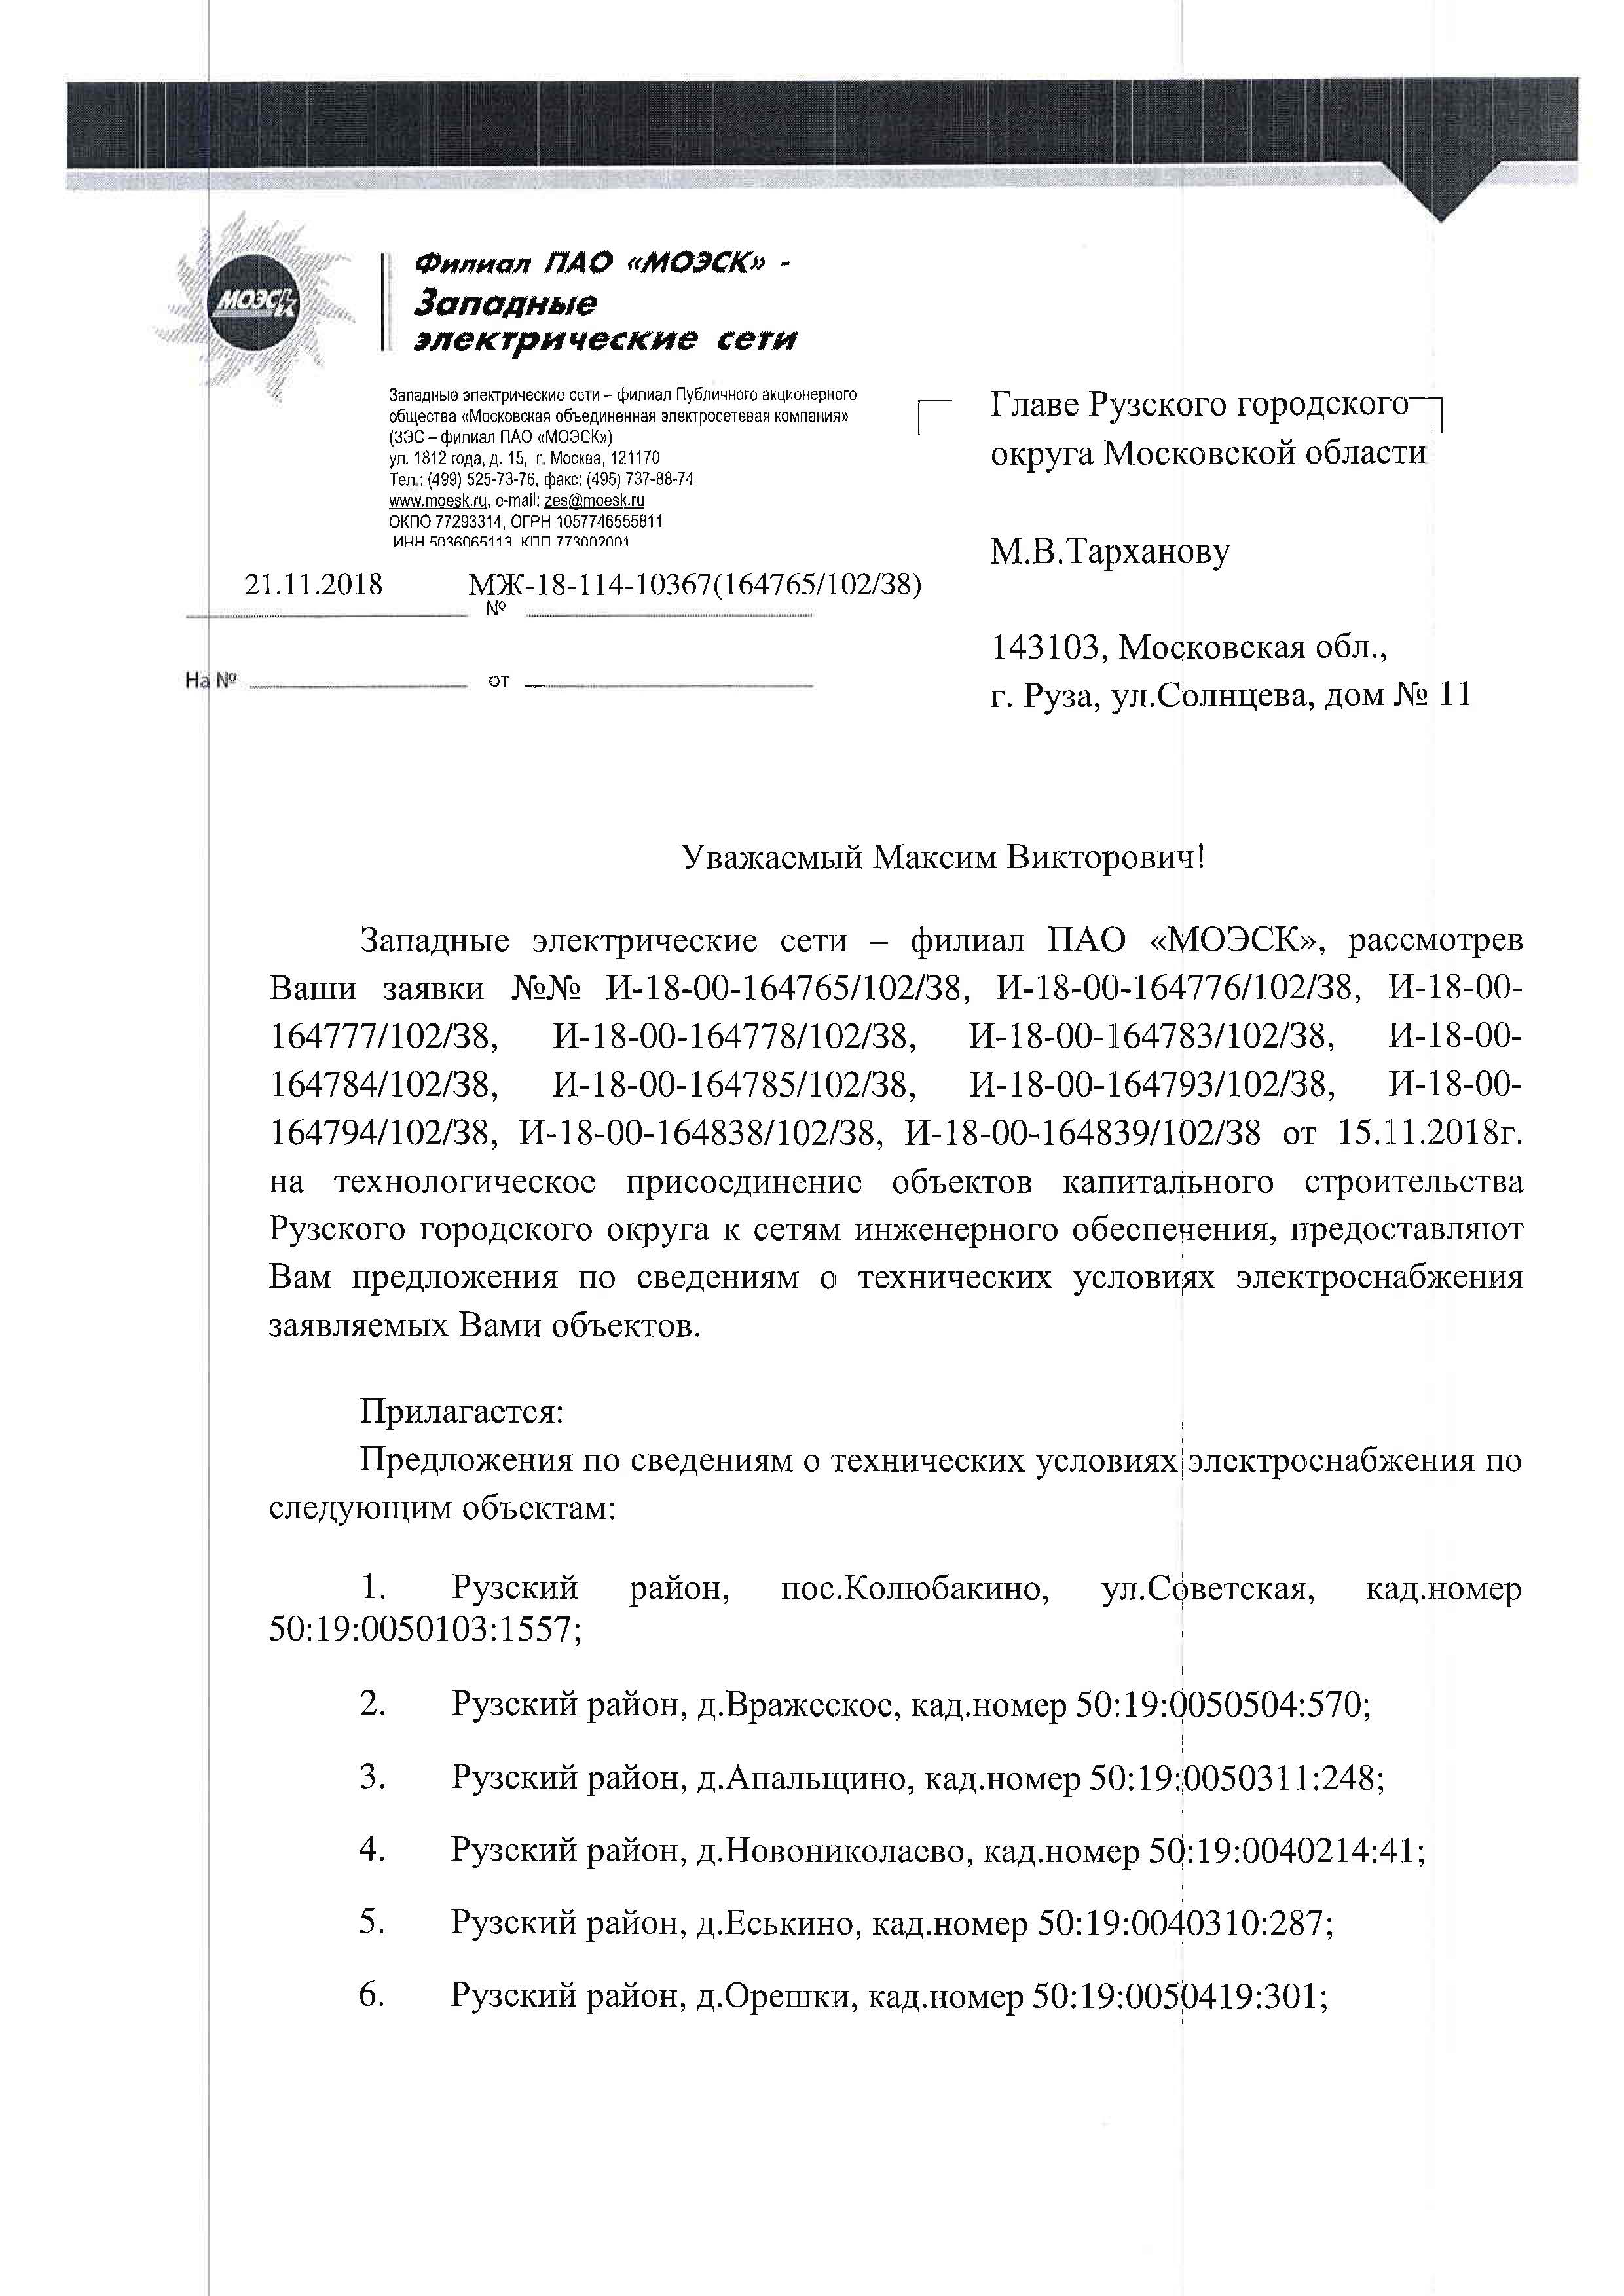 МОЭСК
Филиал ПАО «МОЭСК» -
Западные
электрические сети
Западные электрические сети – филиал Публичного акционерного
общества «Московская объединенная электросетевая компания»
(ЗЭС – филиал ПАО «МОЭСК»)
ул. 1812 года, д. 15, г. Москва, 121170
Тел.: (499) 525-73-76, факс: (495) 737-88-74
www.moesk.ru, e-mail: zes@moesk.ru
ОКПО 77293314, ОГРН 1057746555811
ИНН 5036065113, КПП 773002001
21.11.2018 МЖ-18-114-10367(164765/102/38)
№
На № от
Главе Рузского городского
округа Московской области
М.В.Тарханову
143103, Московская обл.,
г. Руза, ул.Солнцева, дом № 11
Уважаемый Максим Викторович!
Западные электрические сети – филиал ПАО «МОЭСК», рассмотрев
Ваши заявки №№ И-18-00-164765/102/38, И-18-00-164776/102/38, И-18-00-
164777/102/38, И-18-00-164778/102/38, И-18-00-164783/102/38, И-18-00-
164784/102/38, И-18-00-164785/102/38, И-18-00-164793/102/38, И-18-00-
164794/102/38, И-18-00-164838/102/38, И-18-00-164839/102/38 от 15.11.2018г.
на технологическое присоединение объектов капитального строительства
Рузского городского округа к сетям инженерного обеспечения, предоставляют
Вам предложения по сведениям о технических условиях электроснабжения
заявляемых Вами объектов.
Прилагается:
Предложения по сведениям о технических условиях электроснабжения по
следующим объектам:
1. Рузский район, пос.Колюбакино, ул.Советская, кад.номер
50:19:0050103:1557;
2. Рузский район, д.Вражеское, кад.номер 50:19:0050504:570;
3. Рузский район, д.Апальщино, кад.номер 50:19:0050311:248;
4. Рузский район, д.Новониколаево, кад.номер 50:19:0040214:41;
5. Рузский район, д.Еськино, кад.номер 50:19:0040310:287;
6. Рузский район, д.Орешки, кад.номер 50:19:0050419:301;